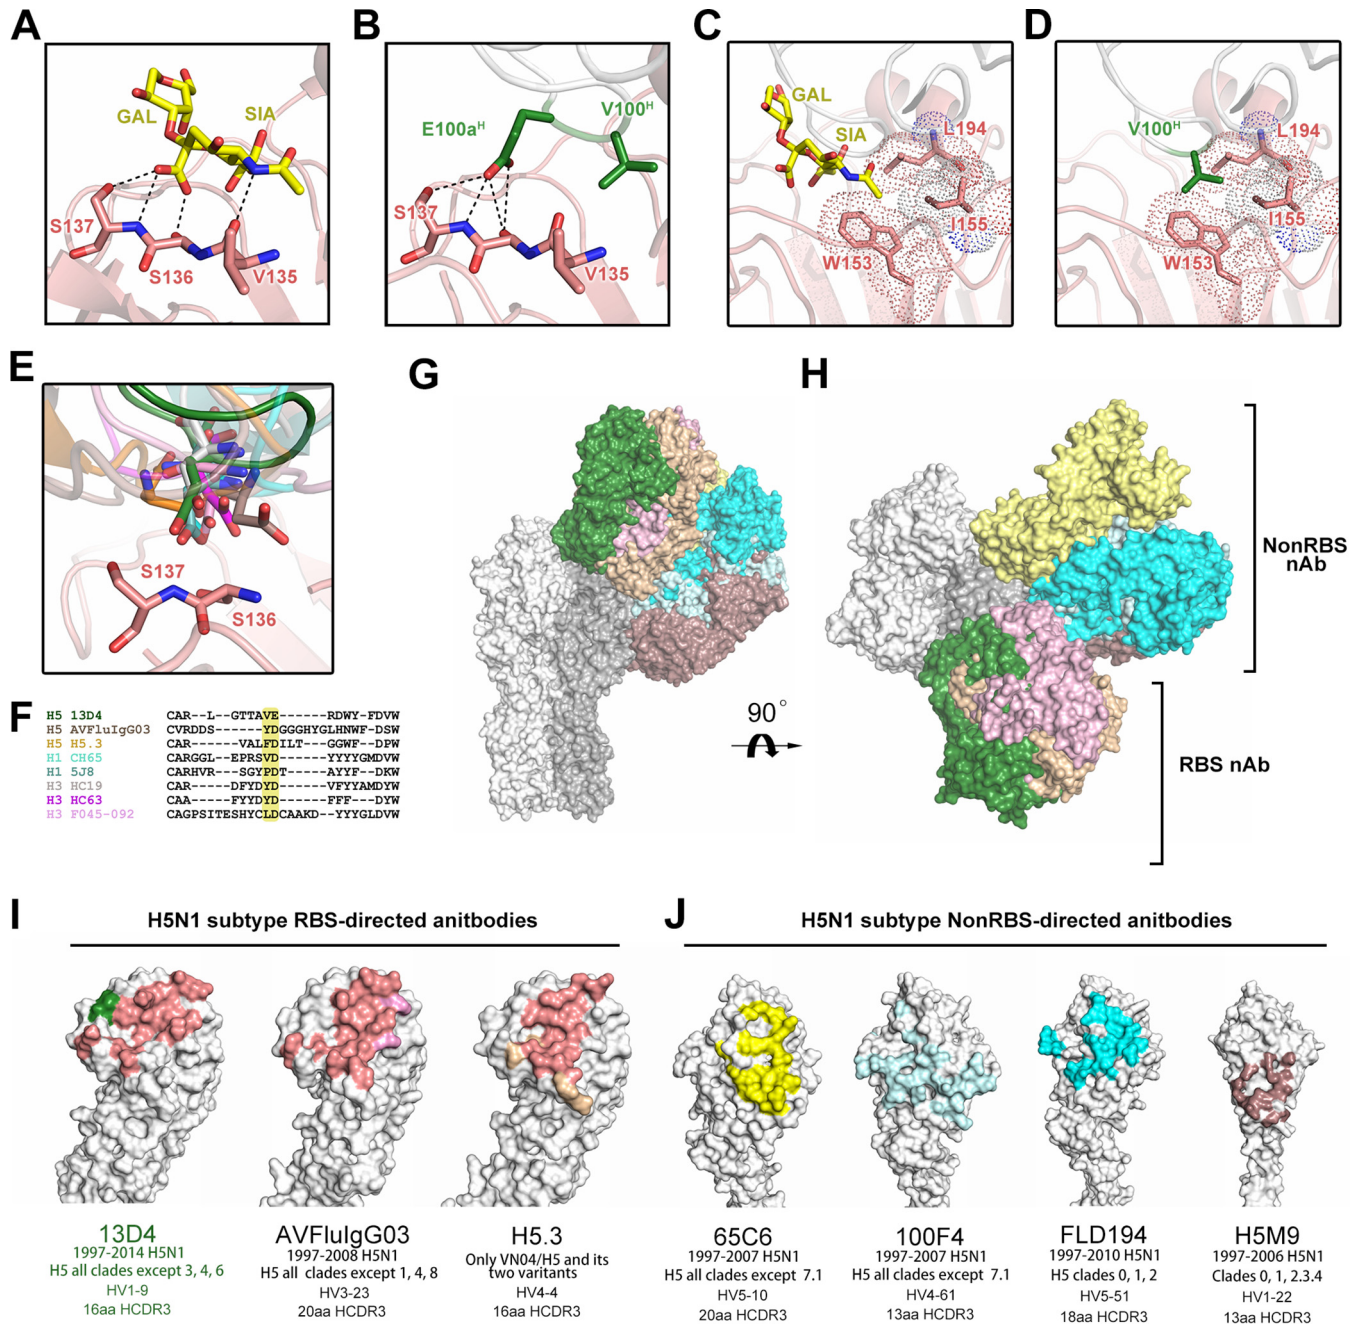 A
GAL
SIA
S137
S136
V135
B
E100aᴴ
V100ᴴ
S137
V135
C
GAL
SIA
L194
I155
W153
D
V100ᴴ
L194
I155
W153
E
S137
S136
F
H5 13D4 CAR--L--GTTAVE------RDWY-FDVW
H5 AVFluIgG03 CVRDDS------YDGGGHYGLHNWF-DSW
H5 H5.3 CAR-----VALFDILT---GGWF--DPW
H1 CH65 CARGGL--EPRSVD-----YYYYGMDVW
H1 5J8 CARHVR--SGYPDT-----AYYF--DKW
H3 HC19 CAR----DFYDYD------VFYYAMDYW
H3 HC63 CAA----FYYDYD------FFF---DYW
H3 F045-092 CAGPSITESHYCLDCAAKD--YYYGLDVW
G
90°
H
NonRBS
nAb
RBS nAb
I
H5N1 subtype RBS-directed anitbodies
13D4
1997-2014 H5N1
H5 all clades except 3, 4, 6
HV1-9
16aa HCDR3
AVFluIgG03
1997-2008 H5N1
H5 all clades except 1, 4, 8
HV3-23
20aa HCDR3
H5.3
Only VN04/H5 and its
two varitants
HV4-4
16aa HCDR3
J
H5N1 subtype NonRBS-directed anitbodies
65C6
1997-2007 H5N1
H5 all clades except 7.1
HV5-10
20aa HCDR3
100F4
1997-2007 H5N1
H5 all clades except 7.1
HV4-61
13aa HCDR3
FLD194
1997-2010 H5N1
H5 clades 0, 1, 2
HV5-51
18aa HCDR3
H5M9
1997-2006 H5N1
Clades 0, 1, 2.3.4
HV1-22
13aa HCDR3